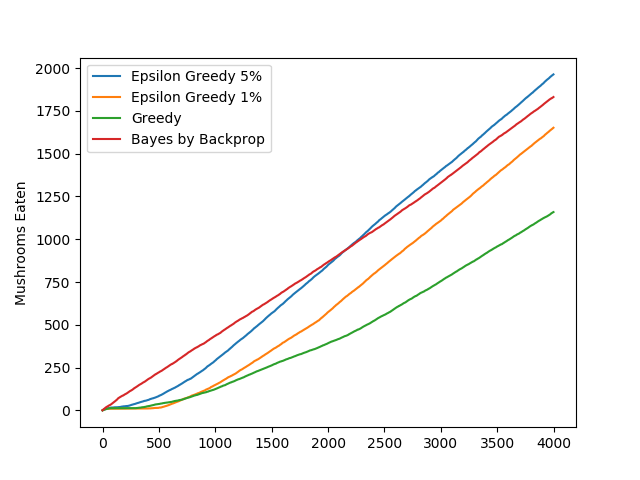 2000
1750
1500
1250
1000
750
500
250
0
Mushrooms Eaten
Epsilon Greedy 5%
Epsilon Greedy 1%
Greedy
Bayes by Backprop
0 500 1000 1500 2000 2500 3000 3500 4000